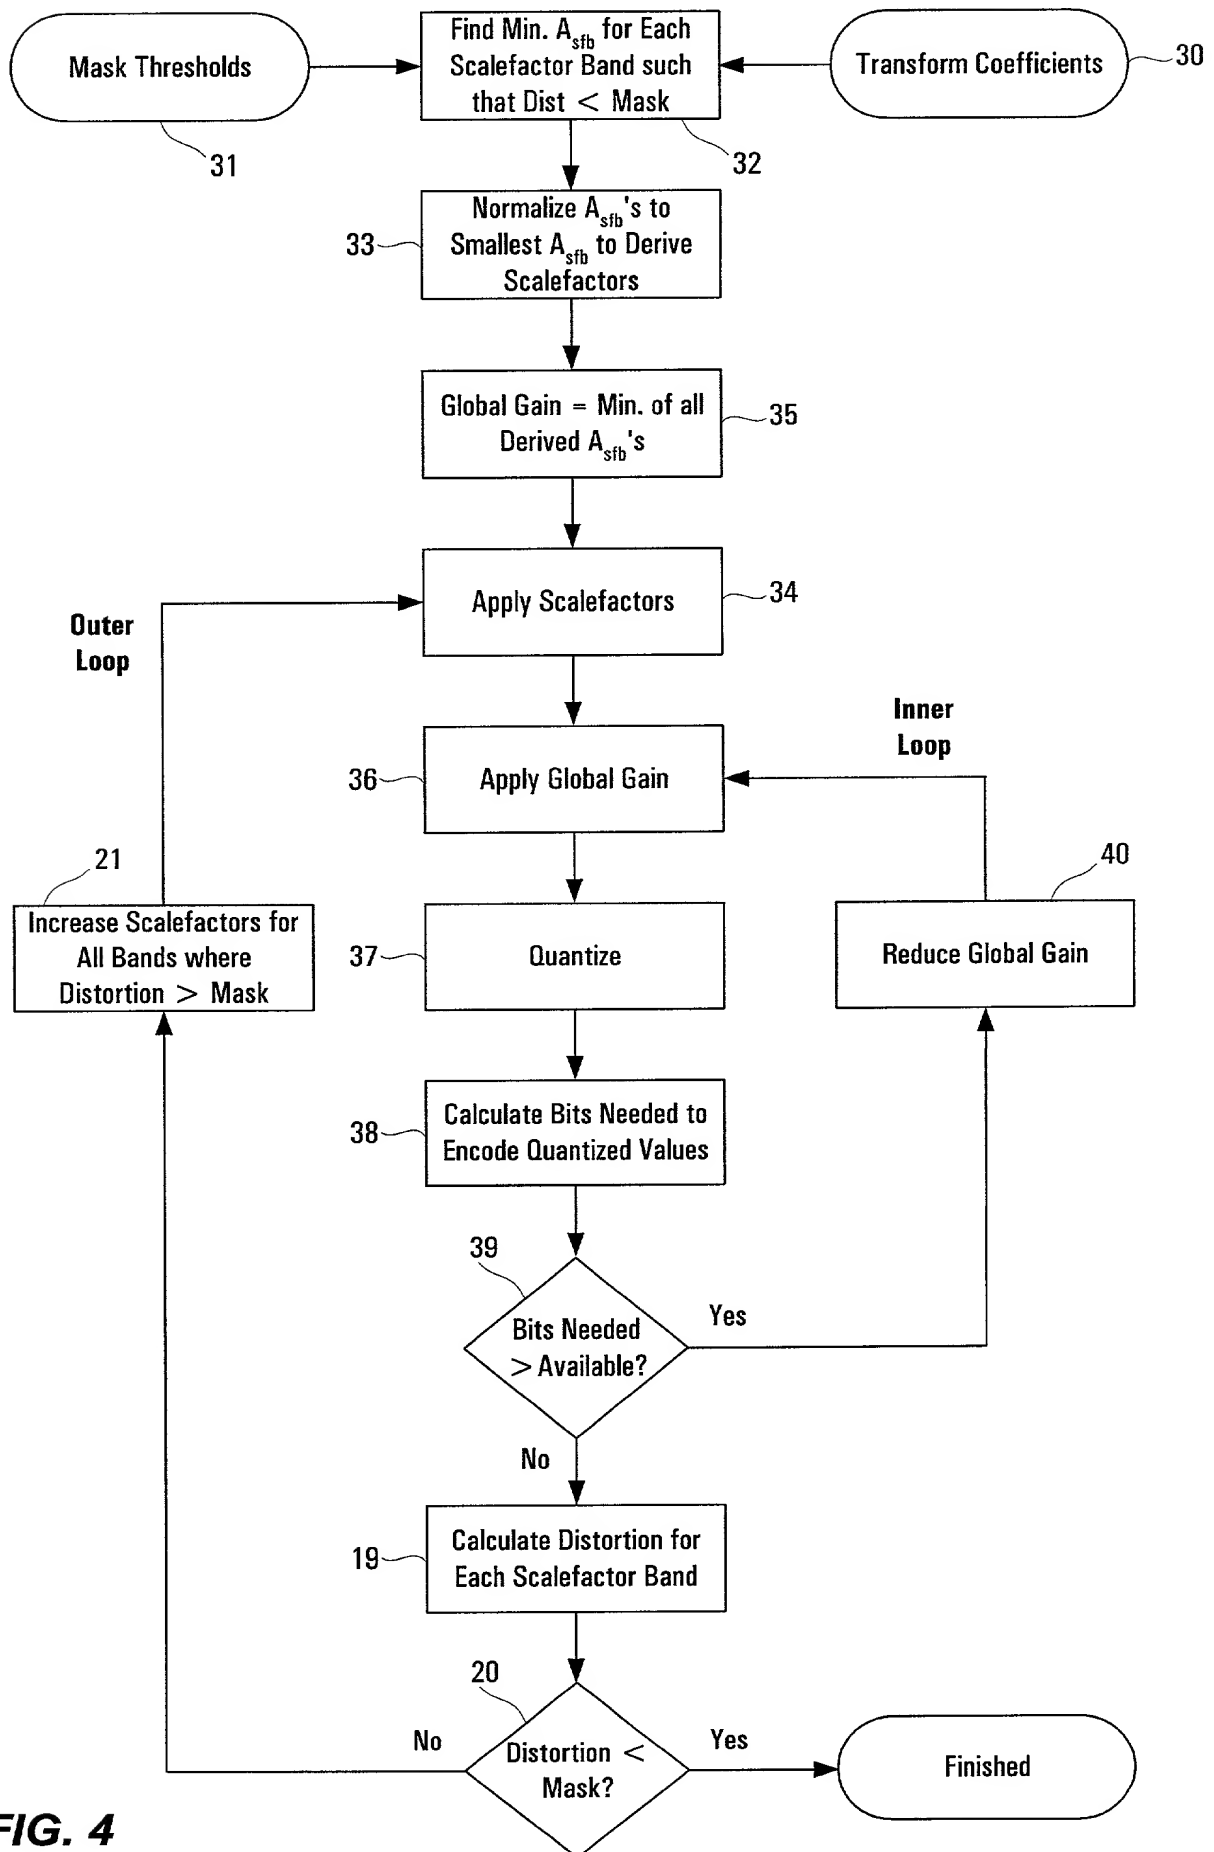 Mask Thresholds
31
Find Min. Asfb for Each
Scalefactor Band such
that Dist < Mask
32
Transform Coefficients
30
33
Normalize Asfb's to
Smallest Asfb to Derive
Scalefactors
Global Gain = Min. of all
Derived Asfb's
35
Apply Scalefactors
34
Outer
Loop
Inner
Loop
36
Apply Global Gain
21
Increase Scalefactors for
All Bands where
Distortion > Mask
37
Quantize
40
Reduce Global Gain
38
Calculate Bits Needed to
Encode Quantized Values
39
Bits Needed
> Available?
Yes
No
19
Calculate Distortion for
Each Scalefactor Band
20
Distortion <
Mask?
No
Yes
Finished
FIG. 4